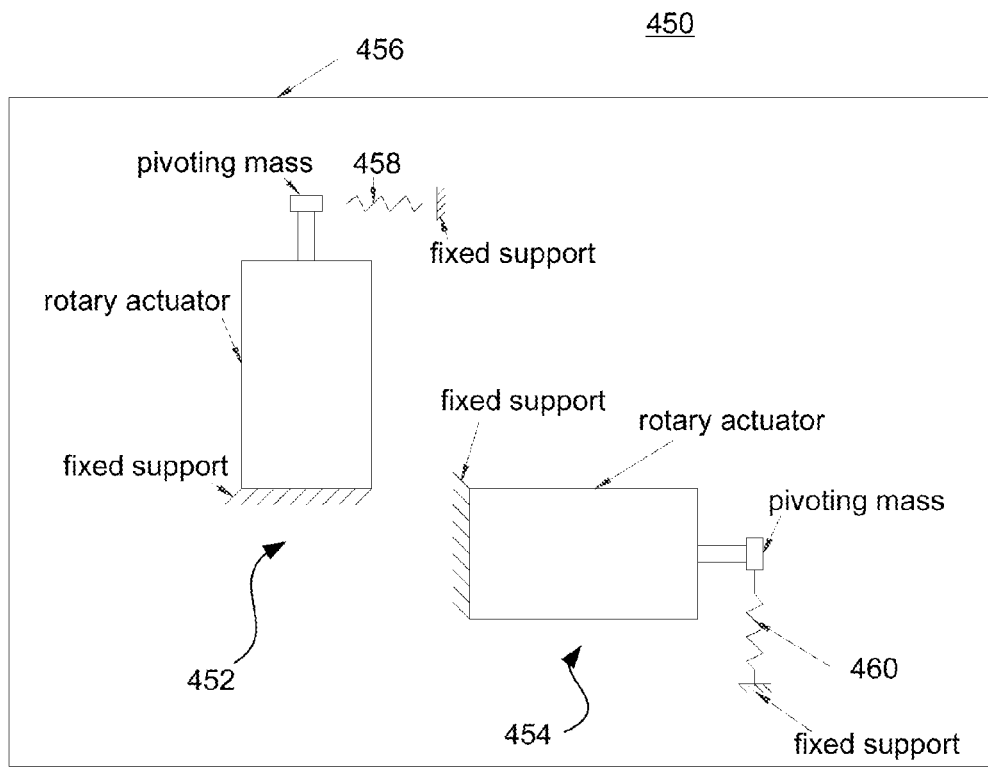 450
456
pivoting mass
458
fixed support
rotary actuator
fixed support
rotary actuator
fixed support
pivoting mass
452
460
454
fixed support